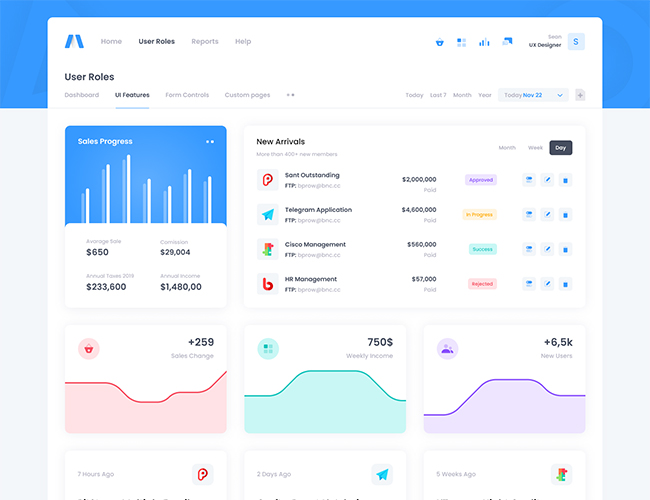 Home User Roles Reports Help
Sean
UX Designer
S
User Roles
Dashboard UI Features Form Controls Custom pages
Today Last 7 Month Year Today Nov 22
Sales Progress
Avarage Sale Comission
$650 $29,004
Annual Taxes 2019 Annual Income
$233,600 $1,480,00
New Arrivals
More than 400+ new members
Month Week Day
Sant Outstanding $2,000,000 Approved
FTP: bprow@bnc.cc Paid
Telegram Application $4,600,000 In Progress
FTP: bprow@bnc.cc Paid
Cisco Management $560,000 Success
FTP: bprow@bnc.cc Paid
HR Management $57,000 Rejected
FTP: bprow@bnc.cc Paid
+259
Sales Change
750$
Weekly Income
+6,5k
New Users
7 Hours Ago
2 Days Ago
5 Weeks Ago